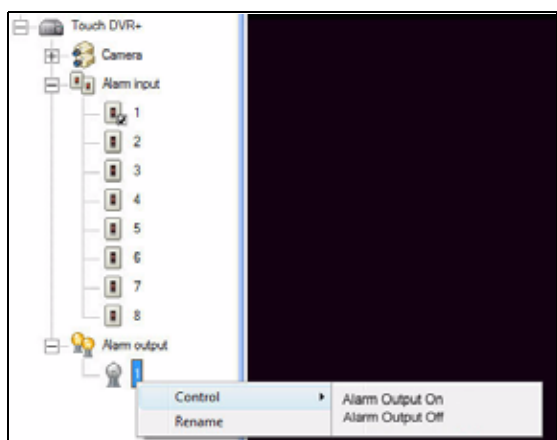 Touch DVR+
Camera
Alarm input
1
2
3
4
5
6
7
8
Alarm output
1
Control
Alarm Output On
Alarm Output Off
Rename